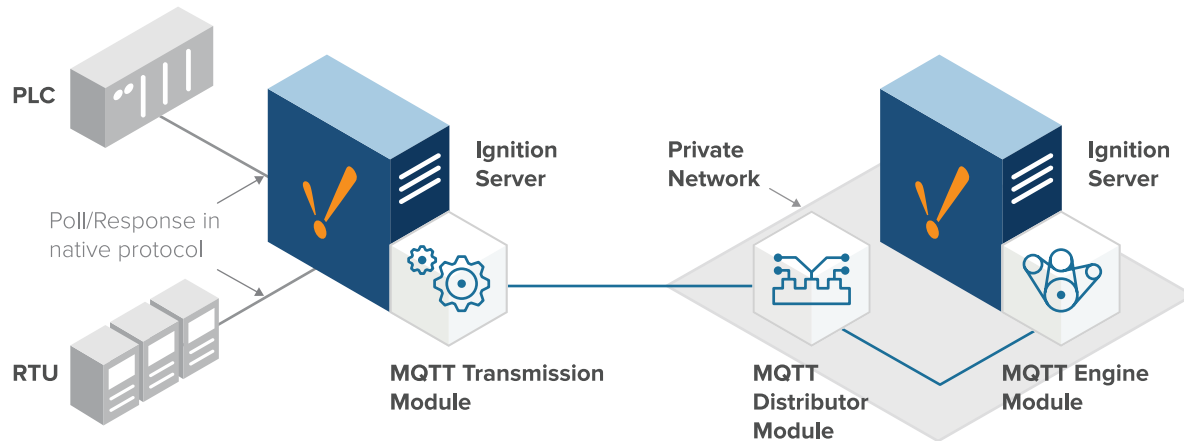 PLC
Ignition
Server
Private
Network
Ignition
Server
Poll/Response in
native protocol
RTU
MQTT Transmission
Module
MQTT
Distributor
Module
MQTT Engine
Module